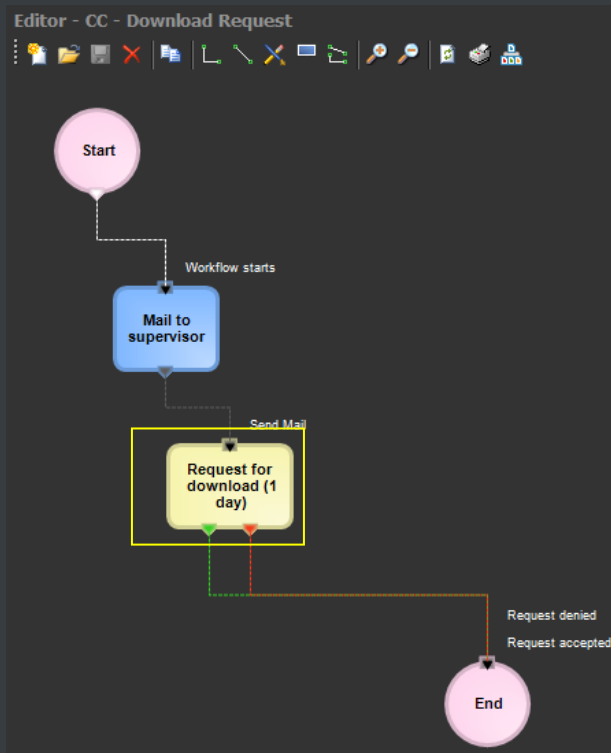 Editor - CC - Download Request
Start
Workflow starts
Mail to
supervisor
Send Mail
Request for
download (1
day)
Request denied
Request accepted
End